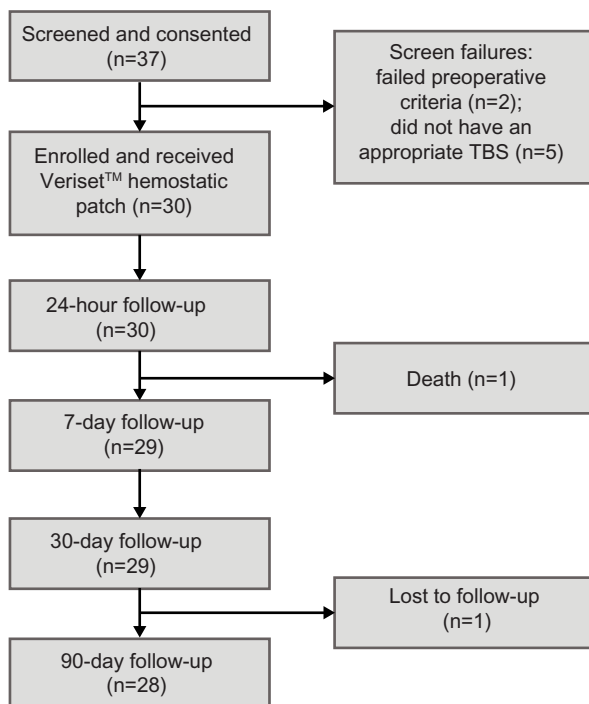 Screened and consented
(n=37)
Screen failures:
failed preoperative
criteria (n=2);
did not have an
appropriate TBS (n=5)
Enrolled and received
Veriset™ hemostatic
patch (n=30)
24-hour follow-up
(n=30)
Death (n=1)
7-day follow-up
(n=29)
30-day follow-up
(n=29)
Lost to follow-up
(n=1)
90-day follow-up
(n=28)